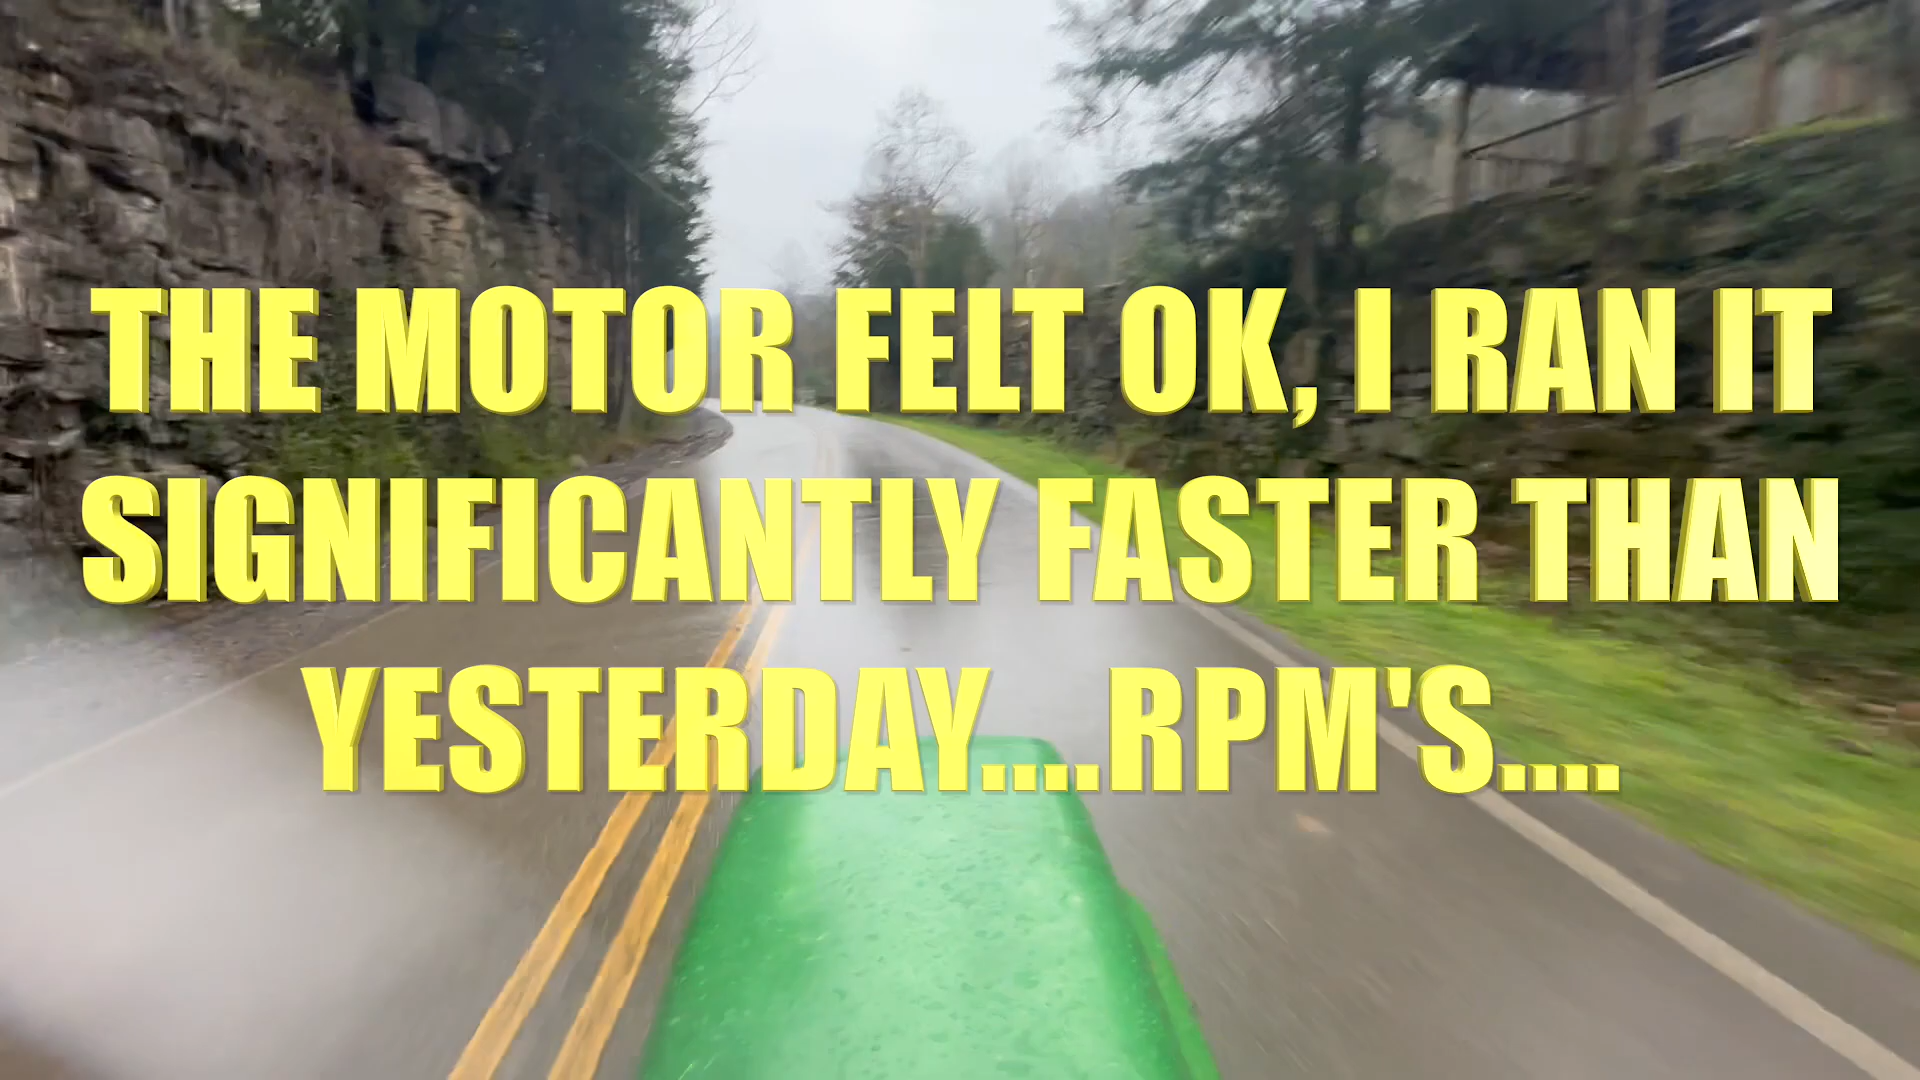 THE MOTOR FELT OK, I RAN IT
SIGNIFICANTLY FASTER THAN
YESTERDAY....RPM'S....